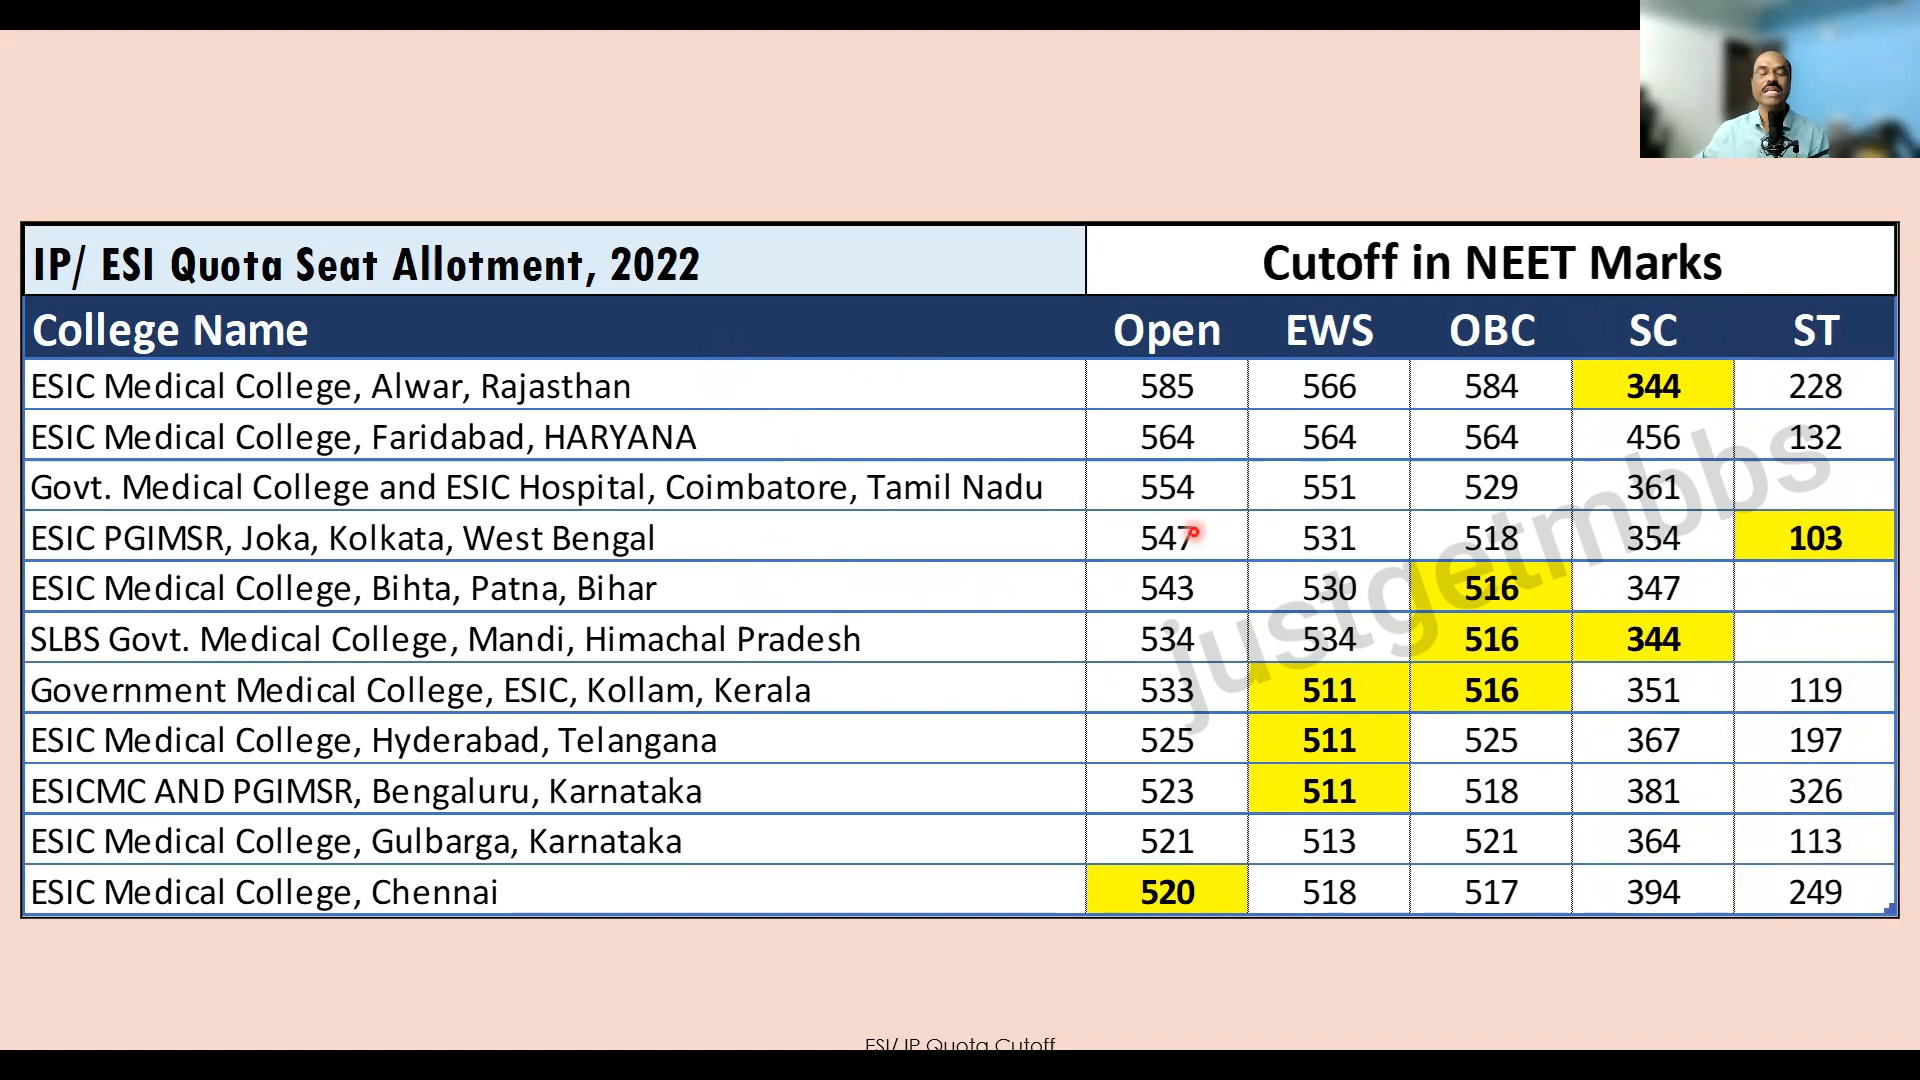 IP/ ESI Quota Seat Allotment, 2022 Cutoff in NEET Marks
College Name Open EWS OBC SC ST
ESIC Medical College, Alwar, Rajasthan 585 566 584 344 228
ESIC Medical College, Faridabad, HARYANA 564 564 564 456 132
Govt. Medical College and ESIC Hospital, Coimbatore, Tamil Nadu 554 551 529 361
ESIC PGIMSR, Joka, Kolkata, West Bengal 547 531 518 354 103
ESIC Medical College, Bihta, Patna, Bihar 543 530 516 347
SLBS Govt. Medical College, Mandi, Himachal Pradesh 534 534 516 344
Government Medical College, ESIC, Kollam, Kerala 533 511 516 351 119
ESIC Medical College, Hyderabad, Telangana 525 511 525 367 197
ESICMC AND PGIMSR, Bengaluru, Karnataka 523 511 518 381 326
ESIC Medical College, Gulbarga, Karnataka 521 513 521 364 113
ESIC Medical College, Chennai 520 518 517 394 249
justgetmbbs
ESI/ IP Quota Cutoff